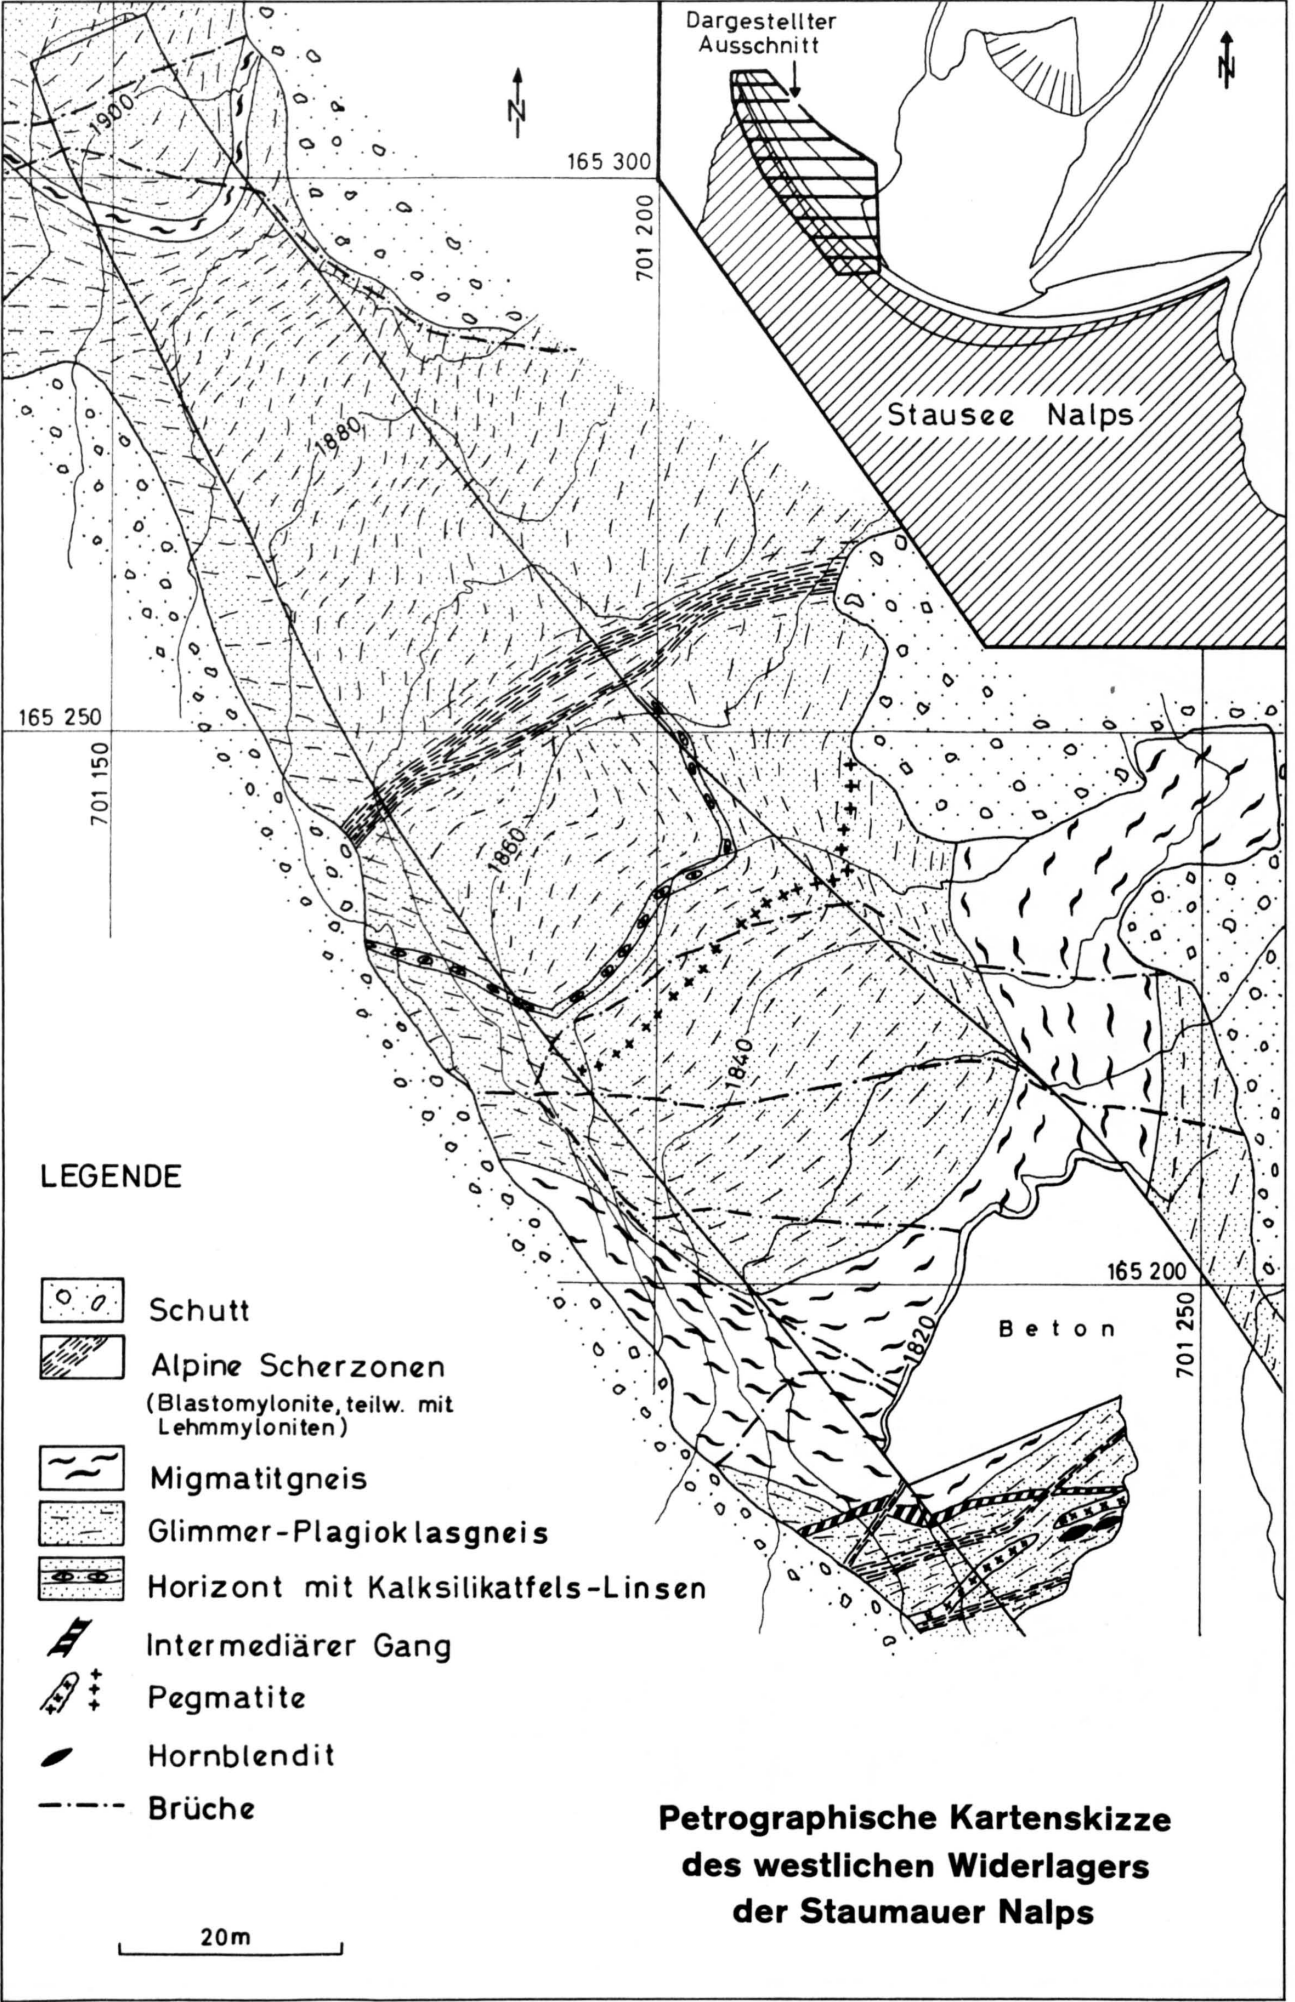 Dargestellter
Ausschnitt
N
N
1900
165 300
701 200
1880
Stausee Nalps
165 250
701 150
1860
1840
165 200
701 250
1820
Beton
LEGENDE
Schutt
Alpine Scherzonen
(Blastomylonite, teilw. mit
Lehmmyloniten)
Migmatitgneis
Glimmer-Plagioklasgneis
Horizont mit Kalksilikatfels-Linsen
Intermediärer Gang
Pegmatite
Hornblendit
Brüche
20m
Petrographische Kartenskizze
des westlichen Widerlagers
der Staumauer Nalps